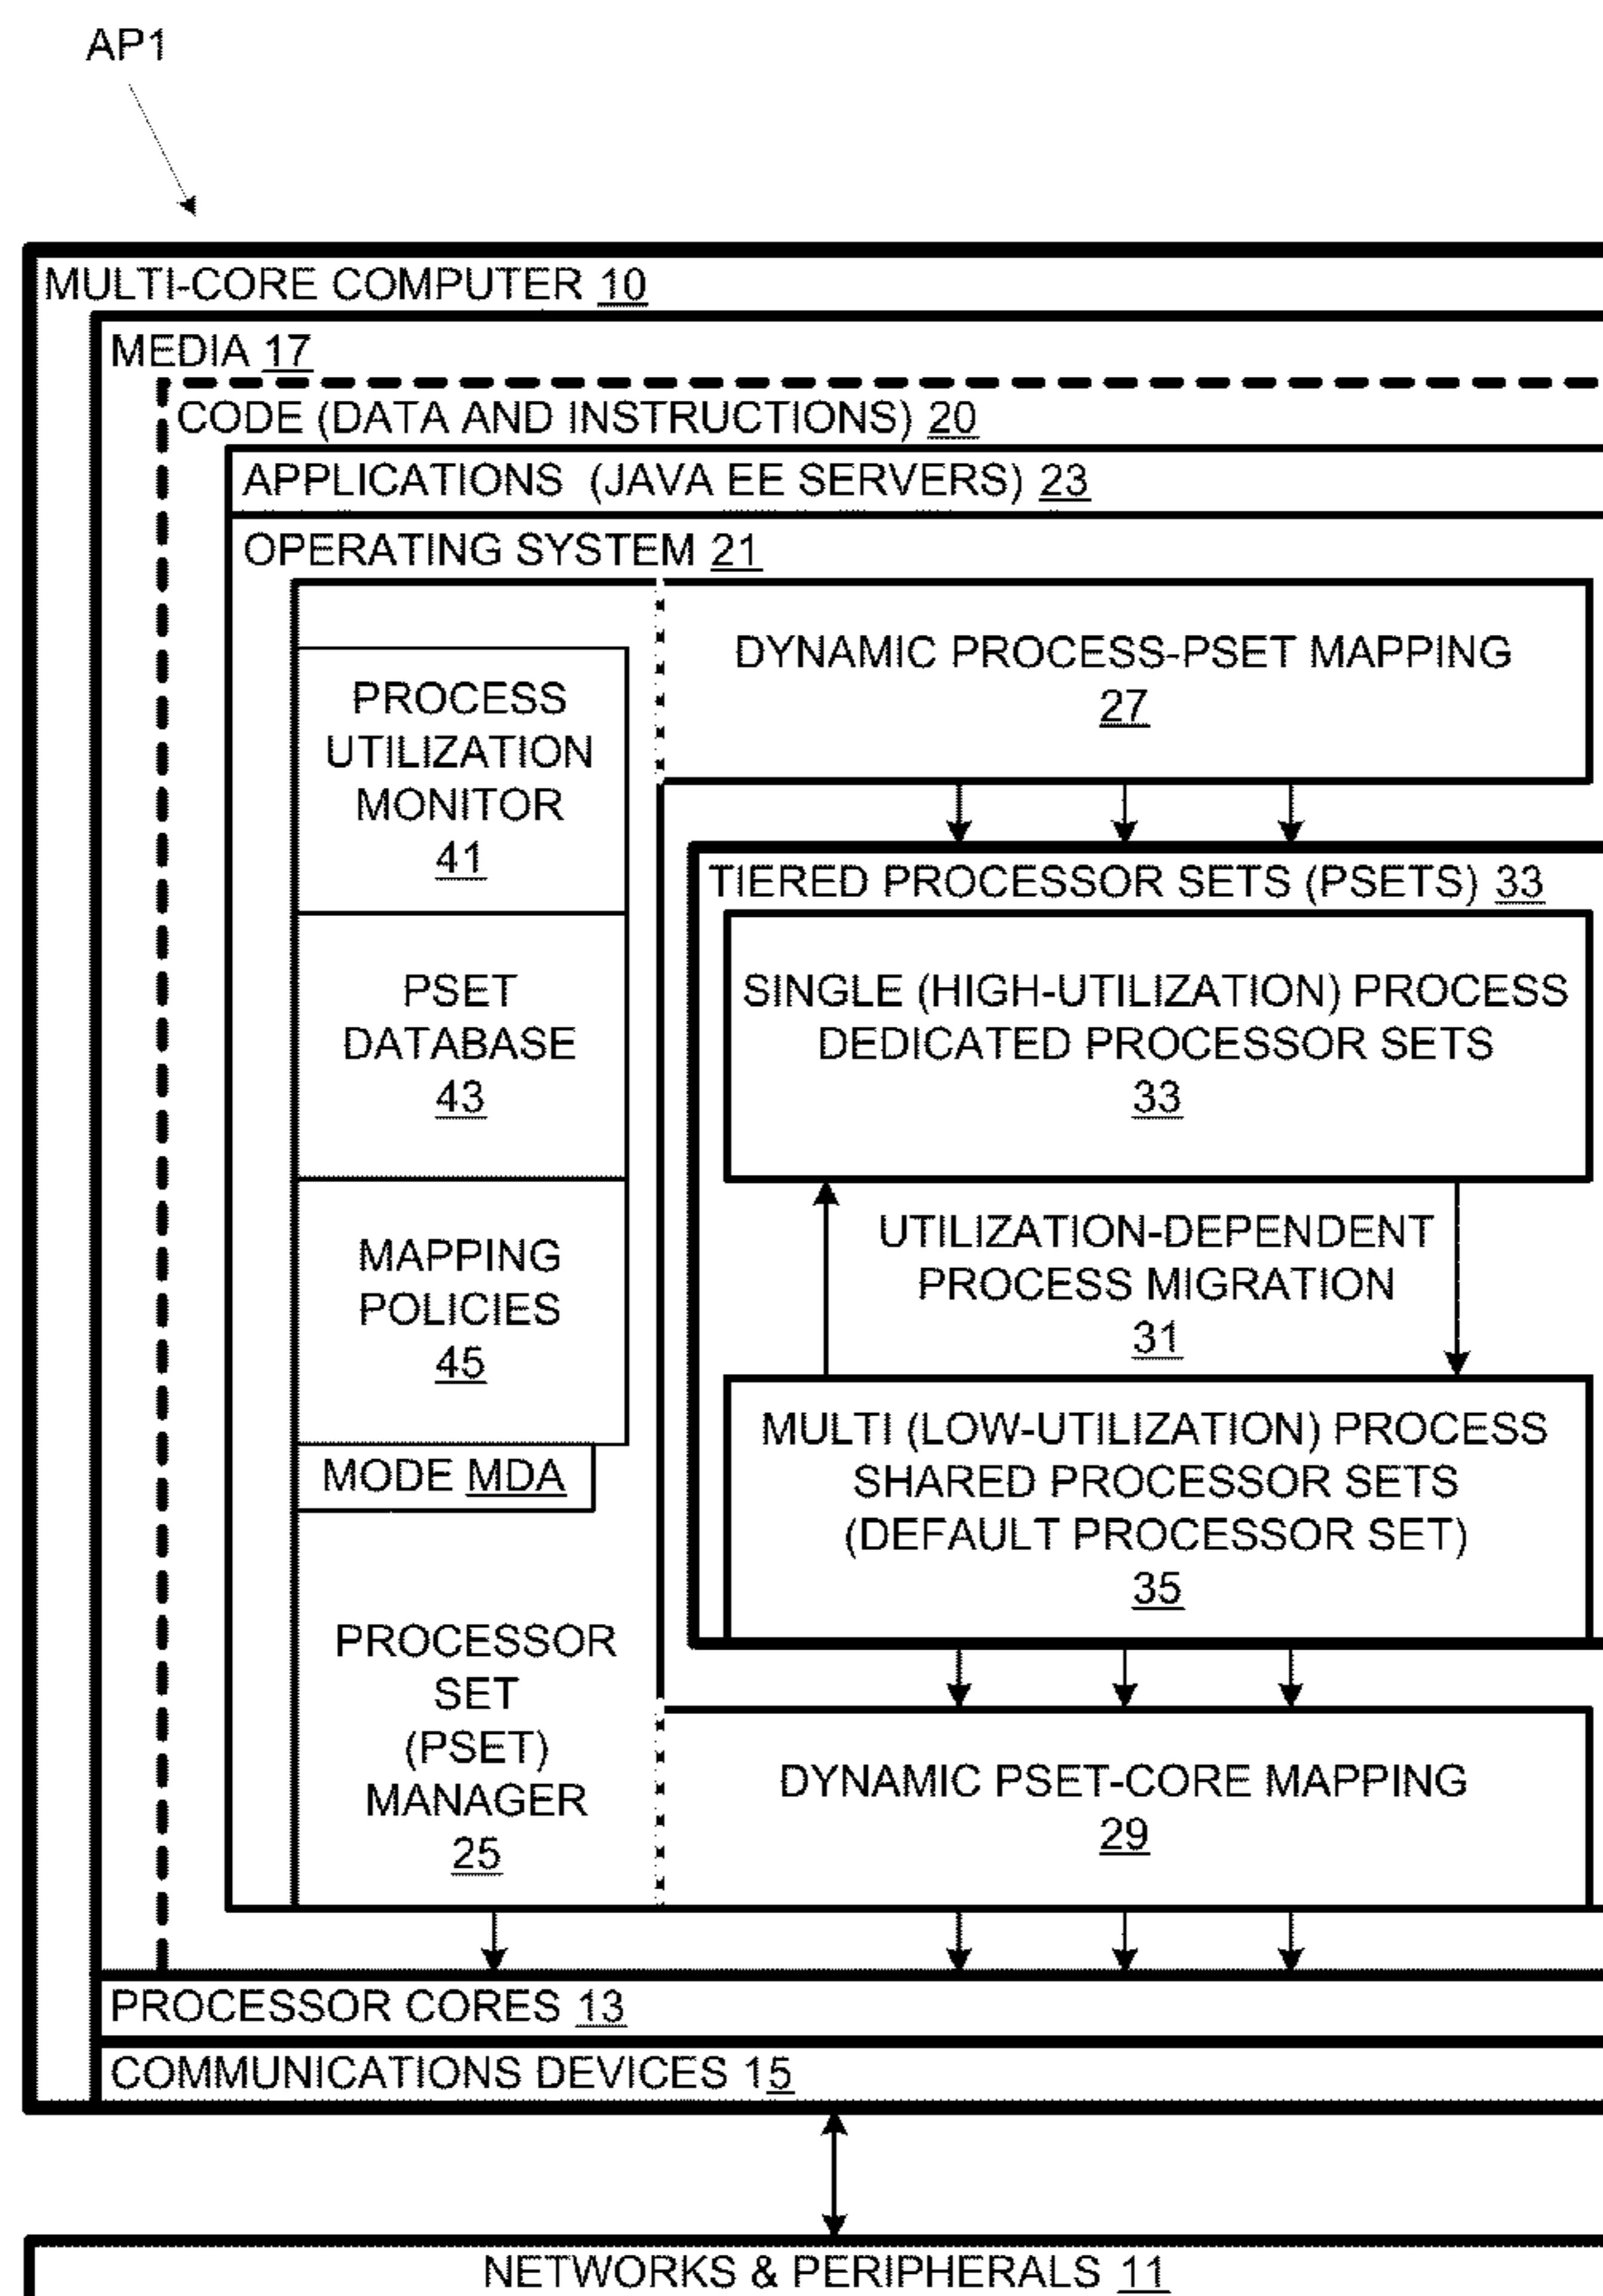 AP1
MULTI-CORE COMPUTER 10
MEDIA 17
CODE (DATA AND INSTRUCTIONS) 20
APPLICATIONS (JAVA EE SERVERS) 23
OPERATING SYSTEM 21
PROCESS
UTILIZATION
MONITOR
41
PSET
DATABASE
43
MAPPING
POLICIES
45
MODE MDA
PROCESSOR
SET
(PSET)
MANAGER
25
DYNAMIC PROCESS-PSET MAPPING
27
TIERED PROCESSOR SETS (PSETS) 33
SINGLE (HIGH-UTILIZATION) PROCESS
DEDICATED PROCESSOR SETS
33
UTILIZATION-DEPENDENT
PROCESS MIGRATION
31
MULTI (LOW-UTILIZATION) PROCESS
SHARED PROCESSOR SETS
(DEFAULT PROCESSOR SET)
35
DYNAMIC PSET-CORE MAPPING
29
PROCESSOR CORES 13
COMMUNICATIONS DEVICES 15
NETWORKS & PERIPHERALS 11